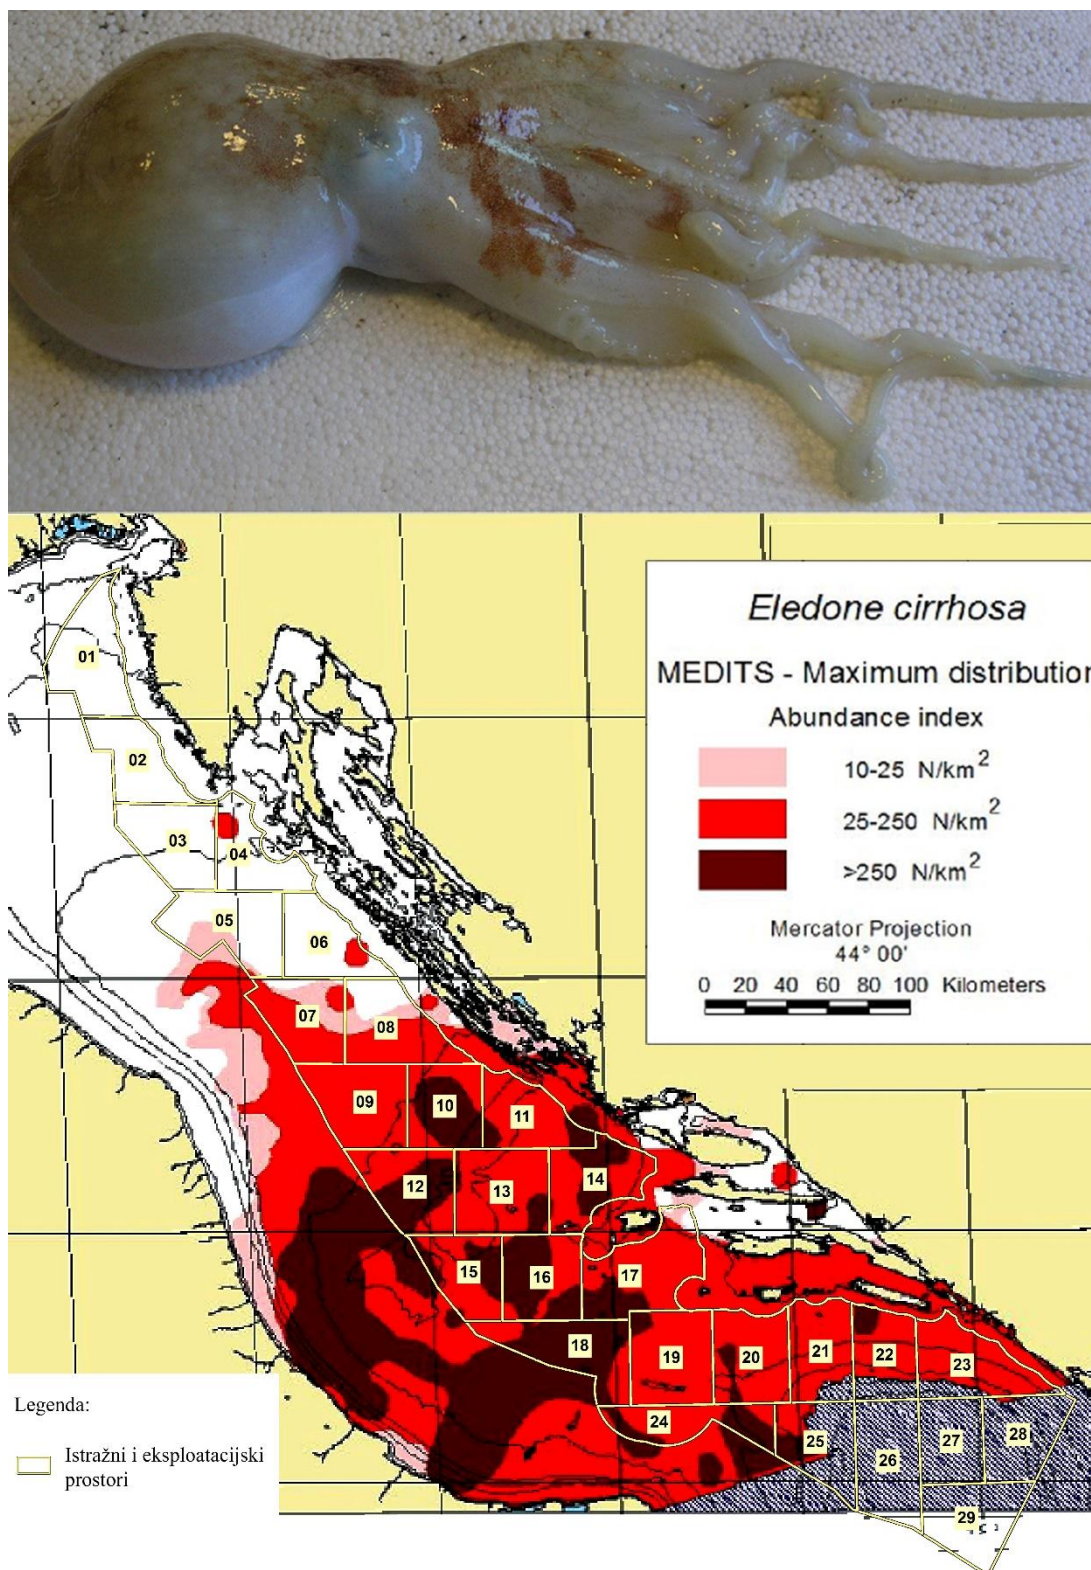 Eledone cirrhosa
MEDITS - Maximum distribution
Abundance index
10-25 N/km²
25-250 N/km²
>250 N/km²
Mercator Projection
44° 00'
0 20 40 60 80 100 Kilometers
01
02
03
04
05
06
07
08
09
10
11
12
13
14
15
16
17
18
19
20
21
22
23
24
25
26
27
28
29
Legenda:
Istražni i eksploatacijski
prostori